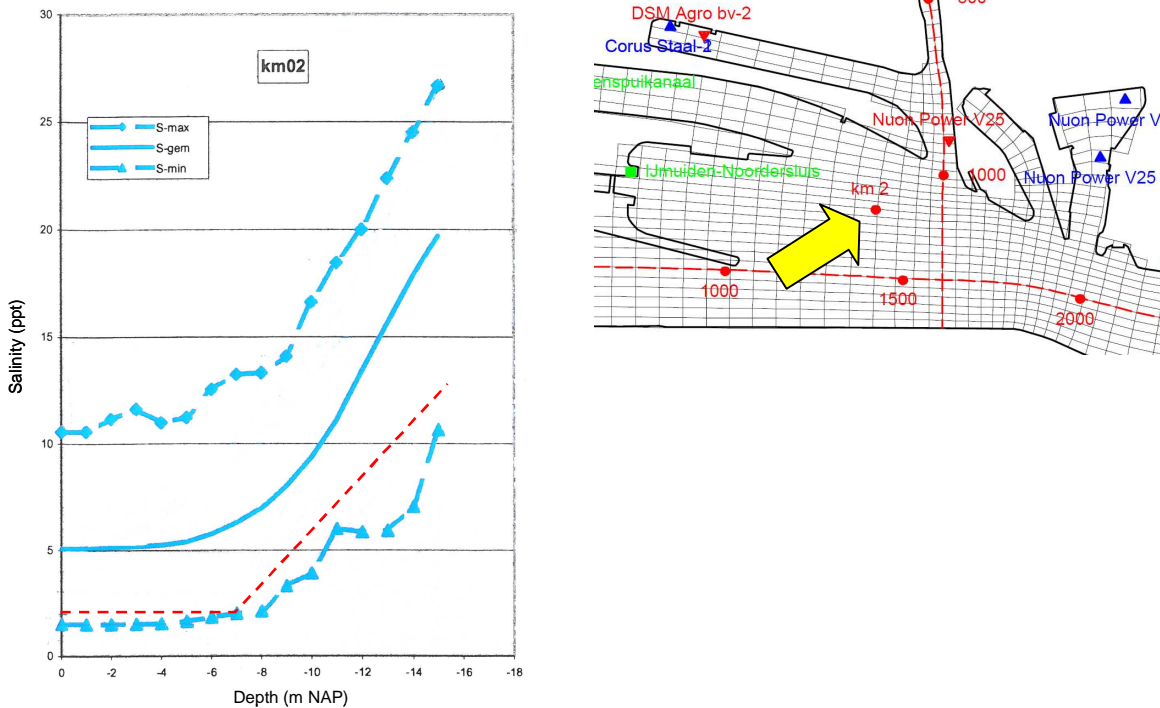 30
25
20
15
10
5
0
Salinity (ppt)
km02
S-max
S-gem
S-min
0
-2
-4
-6
-8
-10
-12
-14
-16
-18
Depth (m NAP)
DSM Agro bv-2
Corus Staal-1
enspuikanaal
Nuon Power V25
Nuon Power V
IJmuiden-Noordersluis
1000
Nuon Power V25
km 2
1000
1500
2000